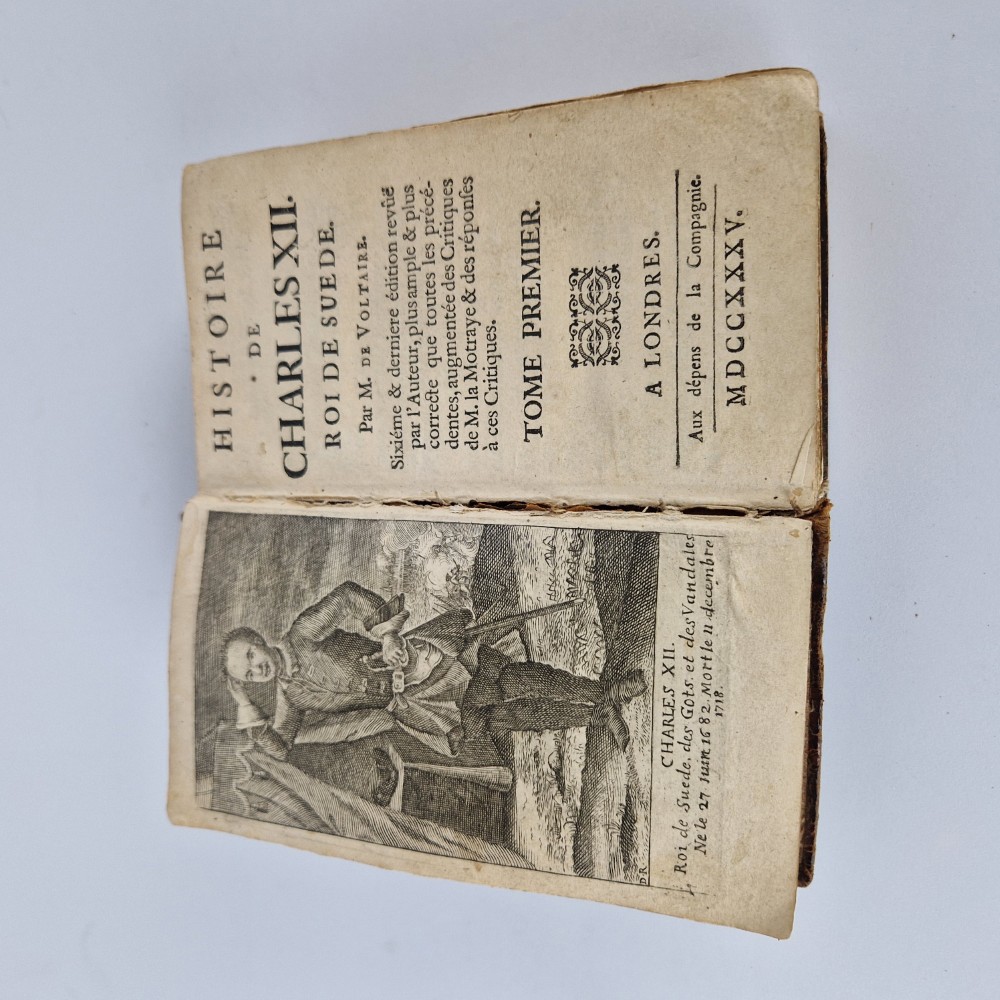 CHARLES XII.
Roi de Suede, des Gots, et des Vandales
Ne le 27 Juin 1682. Mort le 11 decembre
1718.
D R
HISTOIRE
DE
CHARLES XII.
ROI DE SUEDE.
Par M. DE VOLTAIRE.
Sixiéme & derniere édition revûë
par l'Auteur, plus ample & plus
correcte que toutes les précé-
dentes, augmentée des Critiques
de M. la Motraye & des réponſes
à ces Critiques.
TOME PREMIER.
A LONDRES.
Aux dépens de la Compagnie.
MDCCXXXV.